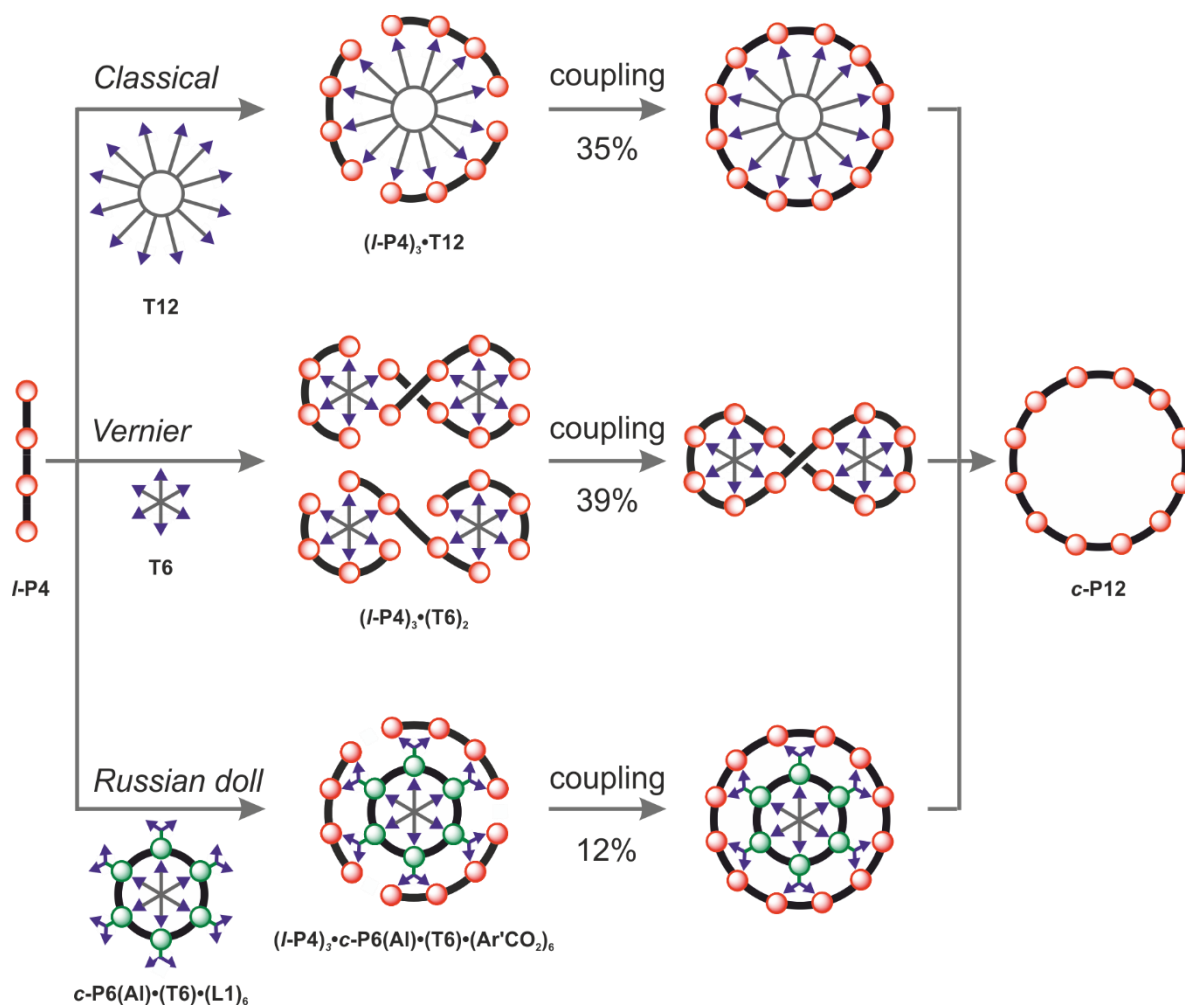 Classical
coupling
35%
T12
(l-P4)₃•T12
l-P4
Vernier
coupling
39%
T6
(l-P4)₃•(T6)₂
c-P12
Russian doll
coupling
12%
c-P6(Al)•(T6)•(L1)₆
(l-P4)₃•c-P6(Al)•(T6)•(Ar'CO₂)₆